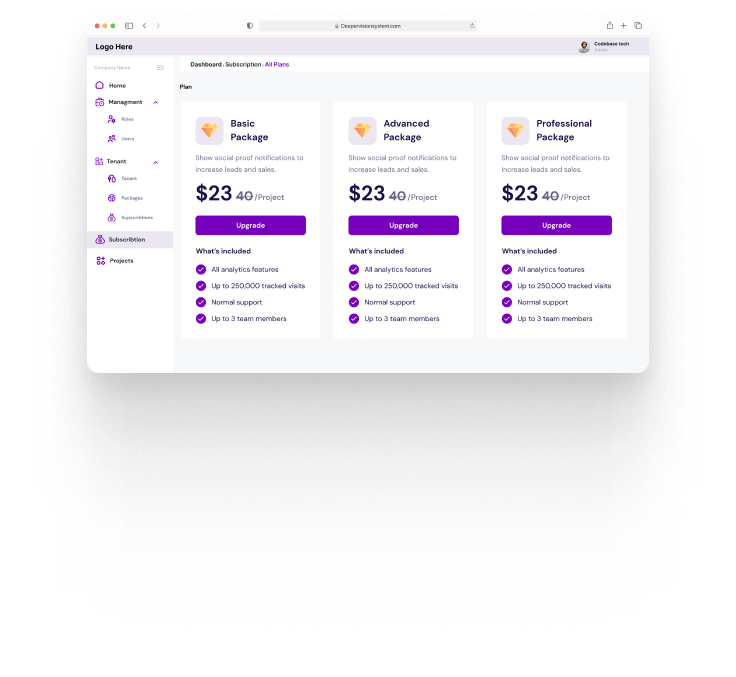 Deepervisionsystem.com
Logo Here
Codebase tech
Admin
Company Name
Dashboard › Subscription › All Plans
Home
Managment
Roles
Users
Tenant
Tenant
Packages
Supscribtions
Subscribtion
Projects
Plan
Basic
Package
Show social proof notifications to
increase leads and sales.
$23 40 /Project
Upgrade
What's included
All analytics features
Up to 250,000 tracked visits
Normal support
Up to 3 team members
Advanced
Package
Show social proof notifications to
increase leads and sales.
$23 40 /Project
Upgrade
What's included
All analytics features
Up to 250,000 tracked visits
Normal support
Up to 3 team members
Professional
Package
Show social proof notifications to
increase leads and sales.
$23 40 /Project
Upgrade
What's included
All analytics features
Up to 250,000 tracked visits
Normal support
Up to 3 team members